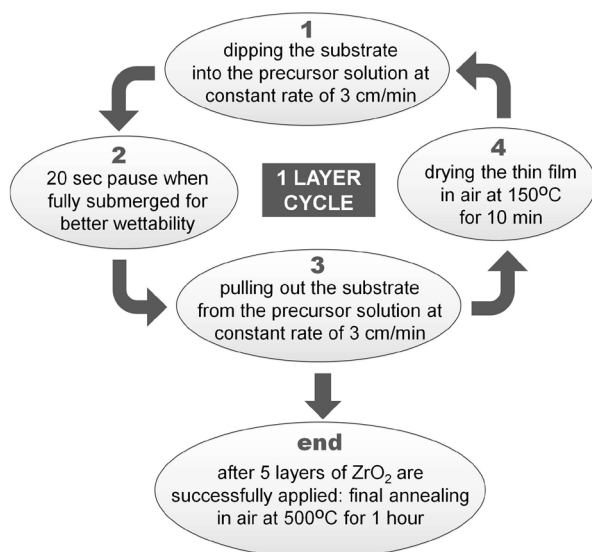 1
dipping the substrate
into the precursor solution at
constant rate of 3 cm/min
2
20 sec pause when
fully submerged for
better wettability
1 LAYER
CYCLE
4
drying the thin film
in air at 150ºC
for 10 min
3
pulling out the substrate
from the precursor solution at
constant rate of 3 cm/min
end
after 5 layers of ZrO₂ are
successfully applied: final annealing
in air at 500ºC for 1 hour